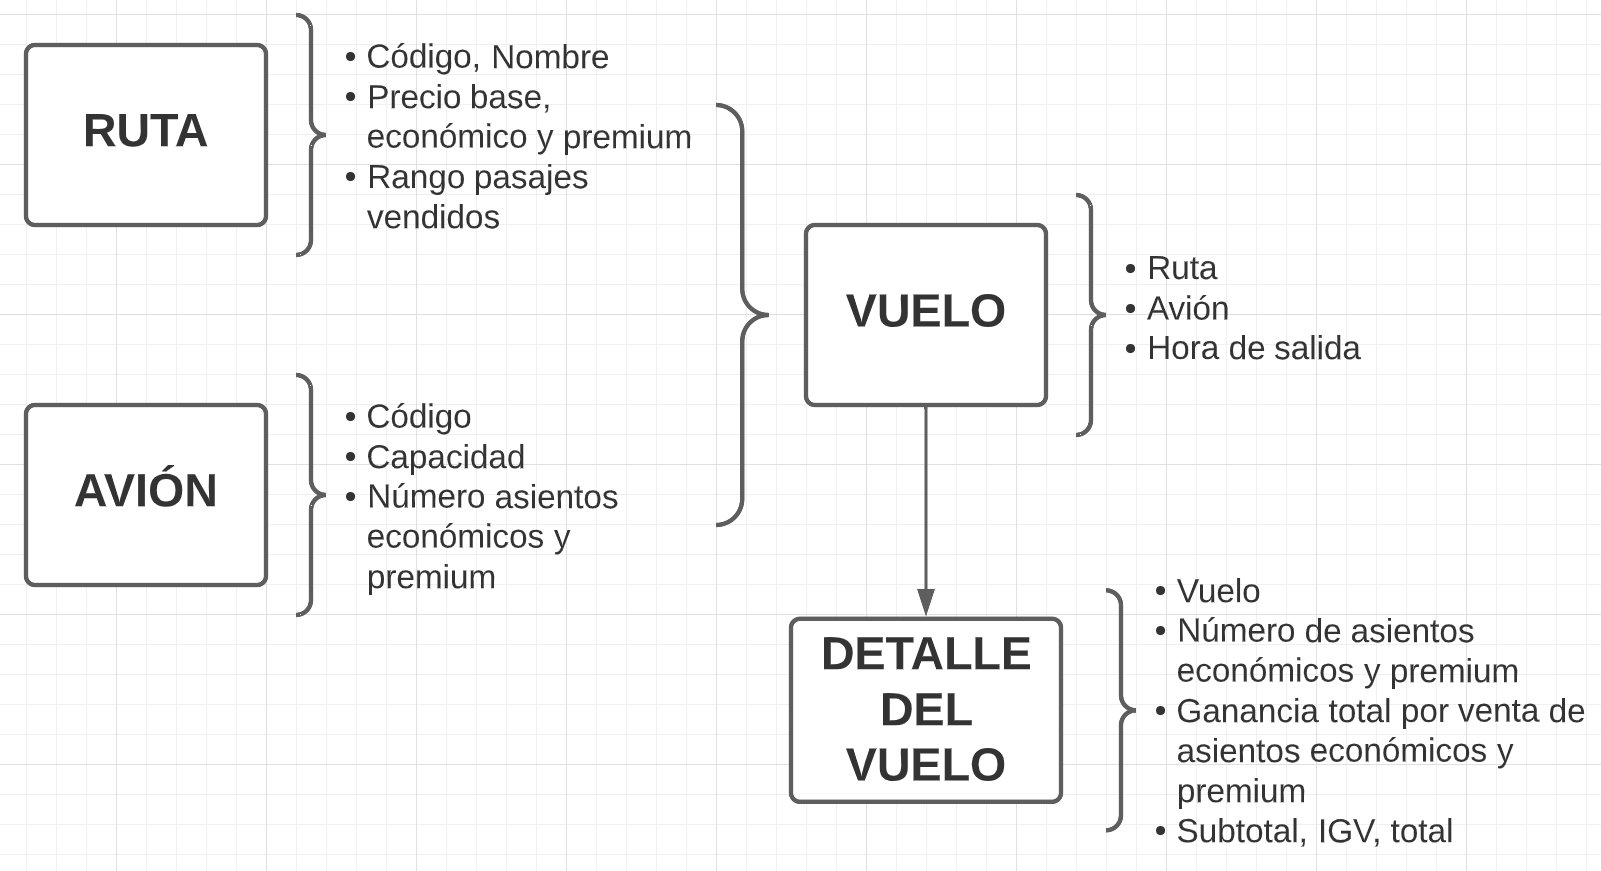 RUTA
• Código, Nombre
• Precio base,
económico y premium
• Rango pasajes
vendidos
AVIÓN
• Código
• Capacidad
• Número asientos
económicos y
premium
VUELO
• Ruta
• Avión
• Hora de salida
DETALLE
DEL
VUELO
• Vuelo
• Número de asientos
económicos y premium
• Ganancia total por venta de
asientos económicos y
premium
• Subtotal, IGV, total